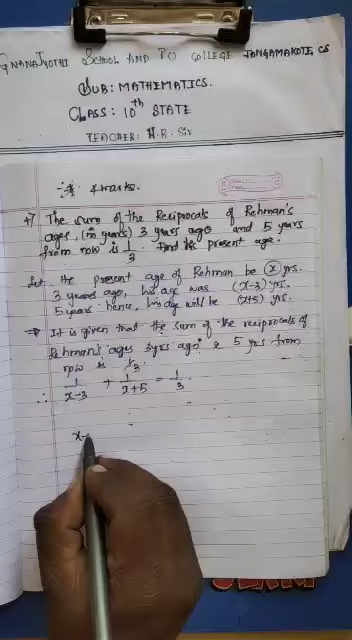 GNANAJYOTHI SCHOOL AND PU COLLEGE JANGAMAKOTE, CS
SUB: MATHEMATICS.
CLASS: 10th STATE
TEACHER: H.R. Sir
4 Marks.
47 The sum of the Reciprocals of Rehman's
ages, (in years) 3 years ago and 5 years
from now is 1/3. Find his present age.
Let the present age of Rehman be x yrs.
3 years ago, his age was (x-3) yrs.
5 years hence, his age will be (x+5) yrs.
⇒ It is given that the sum of the reciprocals of
Rehman's ages 3yrs ago & 5 yrs from
now is 1/3
∴ 1/(x-3) + 1/(x+5) = 1/3.
x-